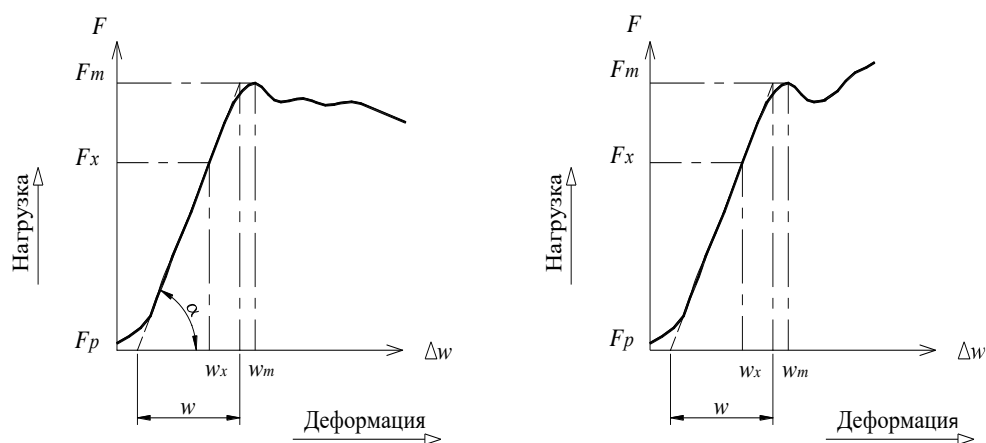 F
Fm
Fx
Нагрузка
α
Fp
Δw
wx
wm
w
Деформация
F
Fm
Fx
Нагрузка
Fp
Δw
wx
wm
w
Деформация